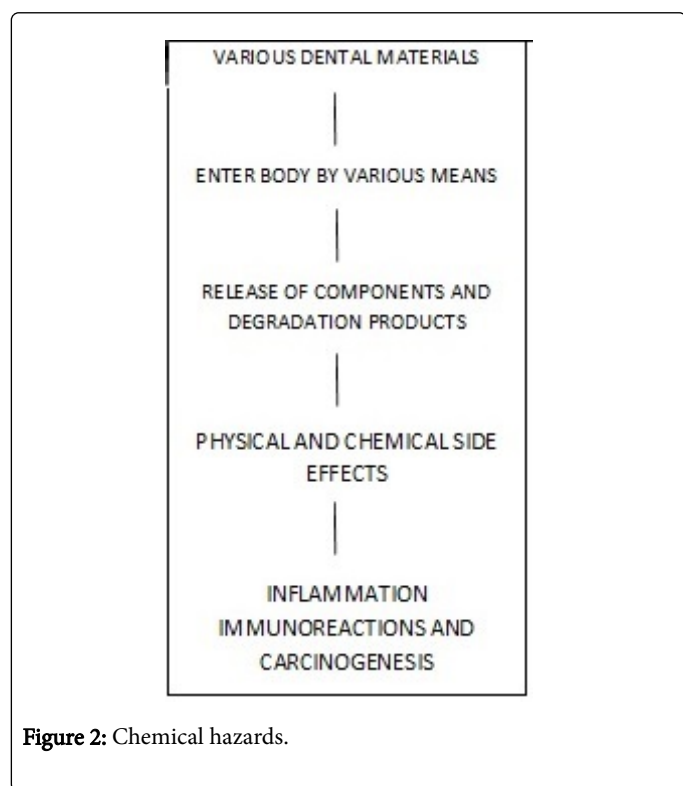 VARIOUS DENTAL MATERIALS
ENTER BODY BY VARIOUS MEANS
RELEASE OF COMPONENTS AND
DEGRADATION PRODUCTS
PHYSICAL AND CHEMICAL SIDE
EFFECTS
INFLAMMATION
IMMUNOREACTIONS AND
CARCINOGENESIS
Figure 2: Chemical hazards.